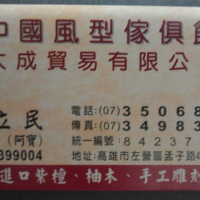 中國風型傢俱館
大成貿易有限公
立民
(阿寶)
399004
電話:(07)35068
傳真:(07)34983
統一編號:84237
地址:高雄市左營區孟子路4
進口紫檀、柚木、手工雕刻